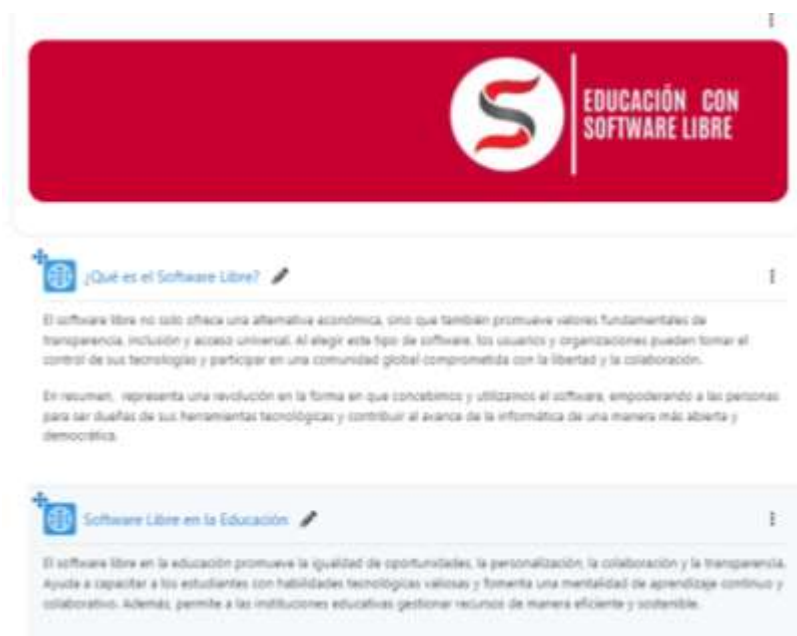 EDUCACIÓN CON
SOFTWARE LIBRE
¿Qué es el Software Libre?
El software libre no solo ofrece una alternativa económica, sino que también promueve valores fundamentales de
transparencia, inclusión y acceso universal. Al elegir este tipo de software, los usuarios y organizaciones pueden tomar el
control de sus tecnologías y participar en una comunidad global comprometida con la libertad y la colaboración.
En resumen, representa una revolución en la forma en que concebimos y utilizamos el software, empoderando a las personas
para ser dueñas de sus herramientas tecnológicas y contribuir al avance de la informática de una manera más abierta y
democrática.
Software Libre en la Educación
El software libre en la educación promueve la igualdad de oportunidades, la personalización, la colaboración y la transparencia.
Ayuda a capacitar a los estudiantes con habilidades tecnológicas valiosas y fomenta una mentalidad de aprendizaje continuo y
colaborativo. Además, permite a las instituciones educativas gestionar recursos de manera eficiente y sostenible.